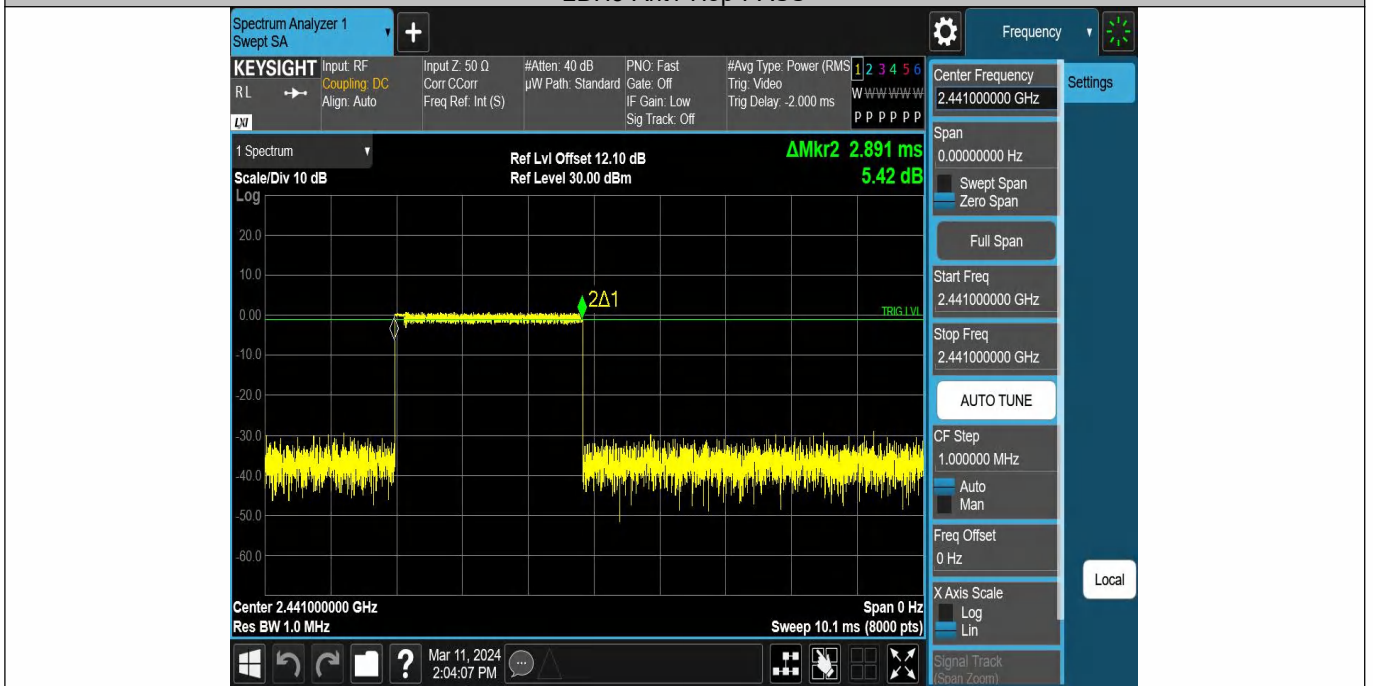 Spectrum Analyzer 1
Swept SA
Frequency
KEYSIGHT Input: RF Input Z: 50 Ω #Atten: 40 dB PNO: Fast #Avg Type: Power (RMS 1 2 3 4 5 6
RL Coupling: DC Corr CCorr µW Path: Standard Gate: Off Trig: Video W W W W W W
Align: Auto Freq Ref: Int (S) IF Gain: Low Trig Delay: -2.000 ms
LXI Sig Track: Off P P P P P P
Center Frequency Settings
2.441000000 GHz
1 Spectrum Ref Lvl Offset 12.10 dB ΔMkr2 2.891 ms
Scale/Div 10 dB Ref Level 30.00 dBm 5.42 dB
Log
20.0
10.0
2Δ1
0.00 TRIG LVL
-10.0
-20.0
-30.0
-40.0
-50.0
-60.0
Center 2.441000000 GHz Span 0 Hz
Res BW 1.0 MHz Sweep 10.1 ms (8000 pts)
Span
0.00000000 Hz
Swept Span
Zero Span
Full Span
Start Freq
2.441000000 GHz
Stop Freq
2.441000000 GHz
AUTO TUNE
CF Step
1.000000 MHz
Auto
Man
Freq Offset
0 Hz
Local
X Axis Scale
Log
Lin
Signal Track
(Span Zoom)
? Mar 11, 2024
2:04:07 PM